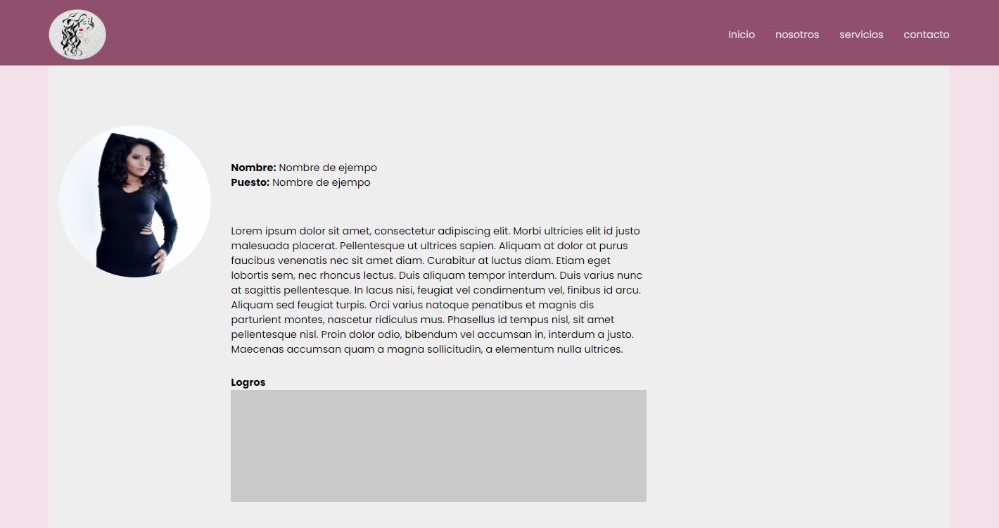 Inicio nosotros servicios contacto
Nombre: Nombre de ejempo
Puesto: Nombre de ejempo
Lorem ipsum dolor sit amet, consectetur adipiscing elit. Morbi ultricies elit id justo
malesuada placerat. Pellentesque ut ultrices sapien. Aliquam at dolor at purus
faucibus venenatis nec sit amet diam. Curabitur at luctus diam. Etiam eget
lobortis sem, nec rhoncus lectus. Duis aliquam tempor interdum. Duis varius nunc
at sagittis pellentesque. In lacus nisi, feugiat vel condimentum vel, finibus id arcu.
Aliquam sed feugiat turpis. Orci varius natoque penatibus et magnis dis
parturient montes, nascetur ridiculus mus. Phasellus id tempus nisl, sit amet
pellentesque nisl. Proin dolor odio, bibendum vel accumsan in, interdum a justo.
Maecenas accumsan quam a magna sollicitudin, a elementum nulla ultrices.
Logros